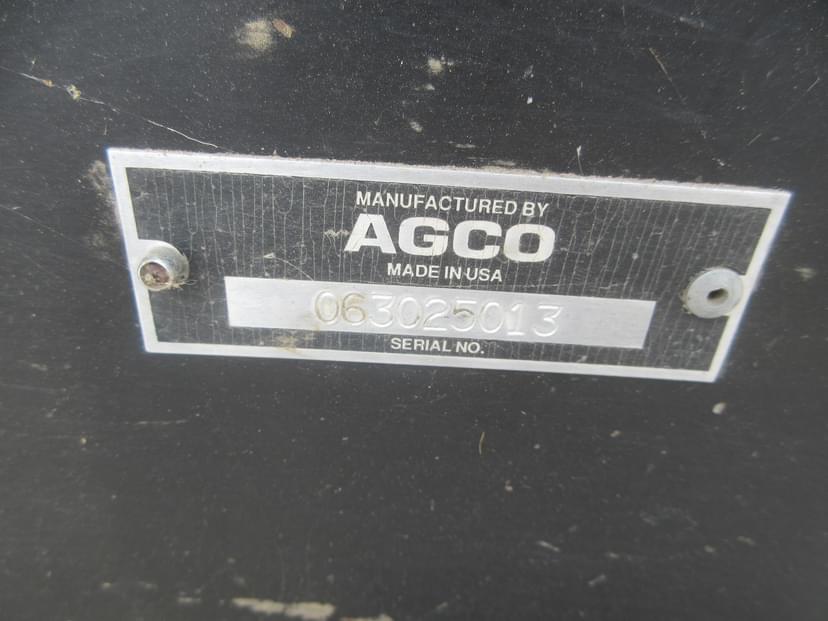 MANUFACTURED BY
AGCO
MADE IN USA
063025013
SERIAL NO.